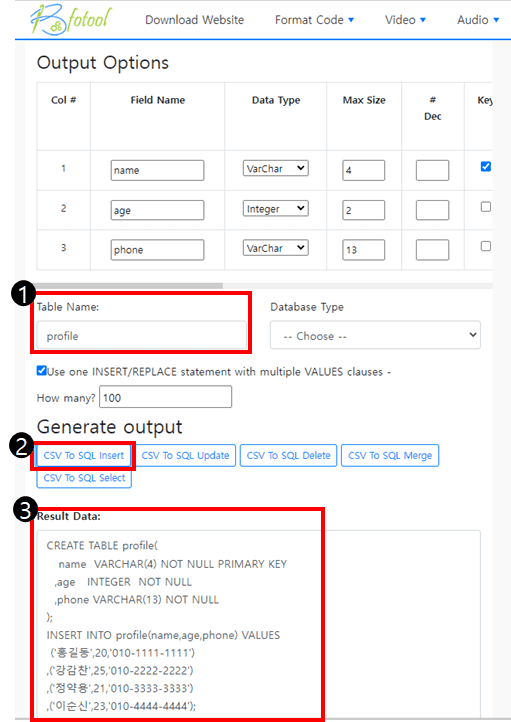 Bfotool
Download Website Format Code ▼ Video ▼ Audio ▼
Output Options
Col # Field Name Data Type Max Size # Dec Key
1 name VarChar 4
2 age Integer 2
3 phone VarChar 13
1
Table Name: Database Type
profile -- Choose --
Use one INSERT/REPLACE statement with multiple VALUES clauses -
How many? 100
Generate output
2
CSV To SQL Insert CSV To SQL Update CSV To SQL Delete CSV To SQL Merge
CSV To SQL Select
3
Result Data:
CREATE TABLE profile(
name VARCHAR(4) NOT NULL PRIMARY KEY
,age INTEGER NOT NULL
,phone VARCHAR(13) NOT NULL
);
INSERT INTO profile(name,age,phone) VALUES
('홍길동',20,'010-1111-1111')
,('강감찬',25,'010-2222-2222')
,('정약용',21,'010-3333-3333')
,('이순신',23,'010-4444-4444');